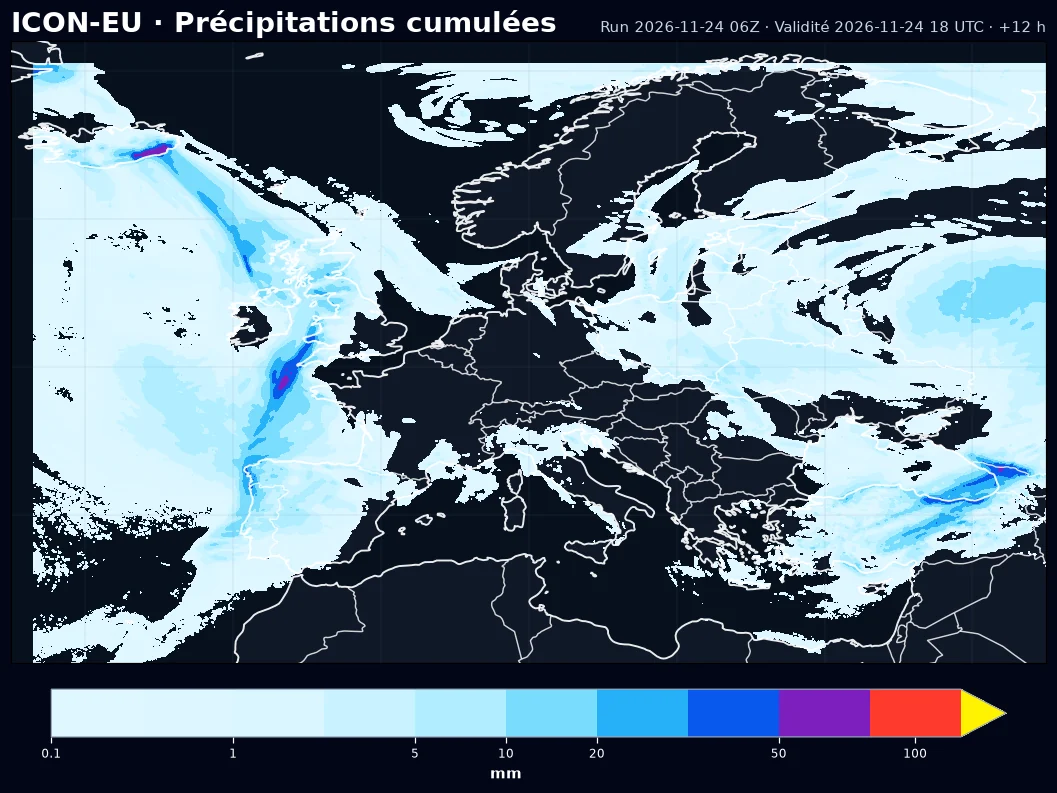 ICON-EU · Précipitations cumulées
Run 2026-11-24 06Z · Validité 2026-11-24 18 UTC · +12 h
0.1 1 5 10 20 50 100
mm